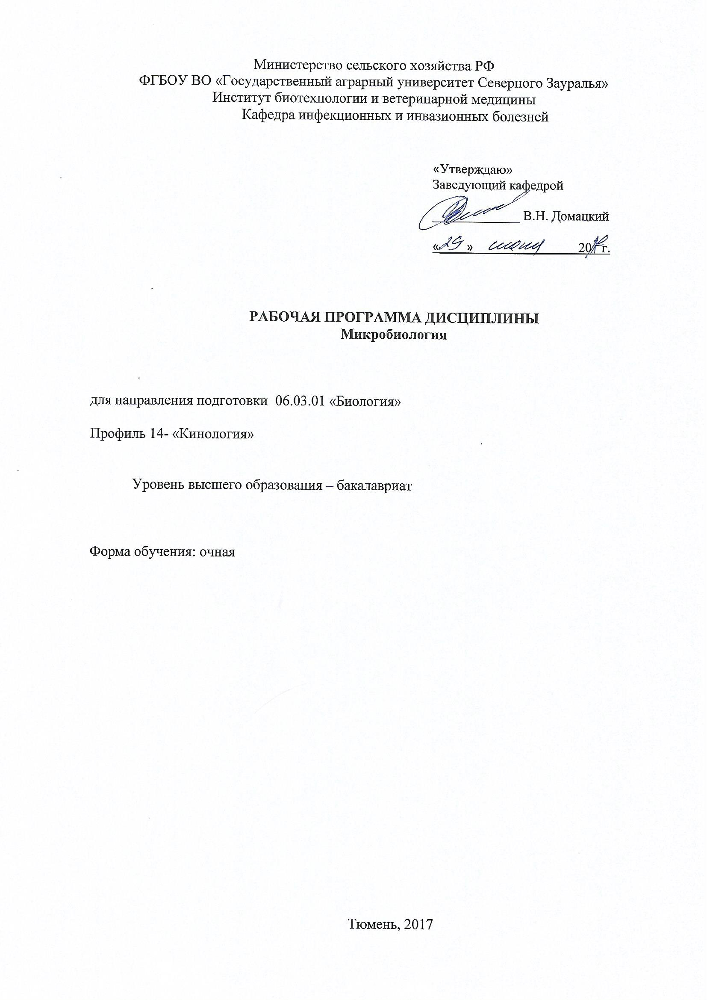 Министерство сельского хозяйства РФ
ФГБОУ ВО «Государственный аграрный университет Северного Зауралья»
Институт биотехнологии и ветеринарной медицины
Кафедра инфекционных и инвазионных болезней
«Утверждаю»
Заведующий кафедрой
В.Н. Домацкий
«29» июня 2017г.
РАБОЧАЯ ПРОГРАММА ДИСЦИПЛИНЫ
Микробиология
для направления подготовки 06.03.01 «Биология»
Профиль 14- «Кинология»
Уровень высшего образования – бакалавриат
Форма обучения: очная
Тюмень, 2017